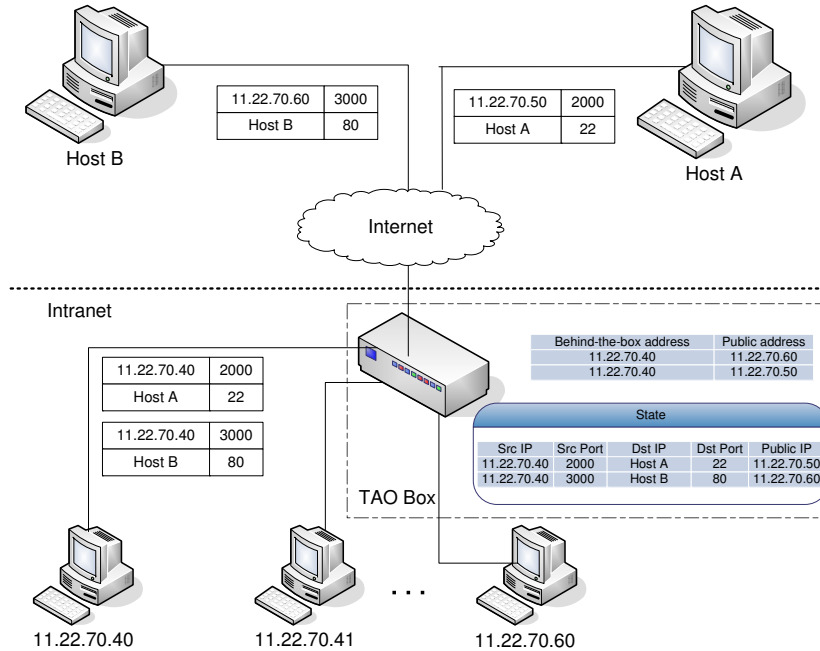 11.22.70.60 3000
Host B 80
11.22.70.50 2000
Host A 22
Host B
Host A
Internet
Intranet
Behind-the-box address Public address
11.22.70.40 11.22.70.60
11.22.70.40 11.22.70.50
11.22.70.40 2000
Host A 22
11.22.70.40 3000
Host B 80
State
Src IP Src Port Dst IP Dst Port Public IP
11.22.70.40 2000 Host A 22 11.22.70.50
11.22.70.40 3000 Host B 80 11.22.70.60
TAO Box
. . .
11.22.70.40 11.22.70.41 11.22.70.60